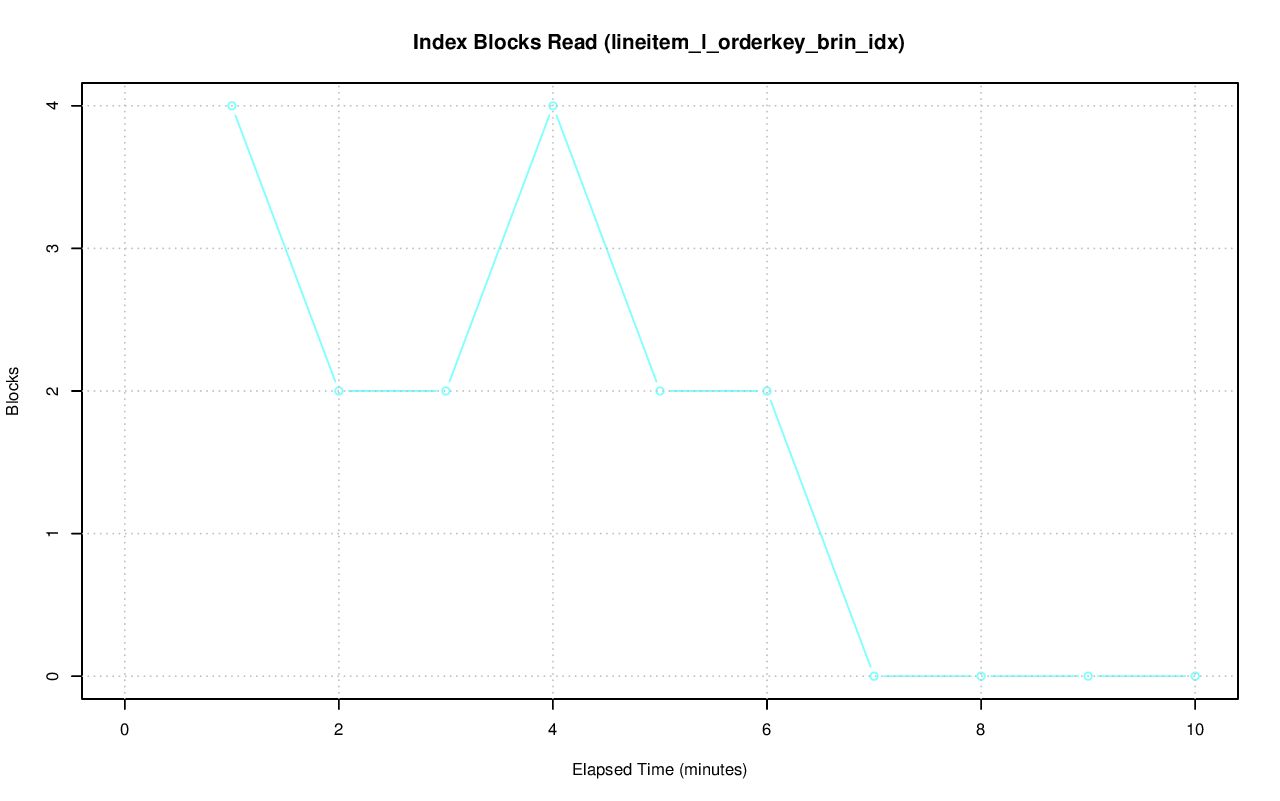 Index Blocks Read (lineitem_l_orderkey_brin_idx)
4
3
2
1
0
Blocks
0 2 4 6 8 10
Elapsed Time (minutes)